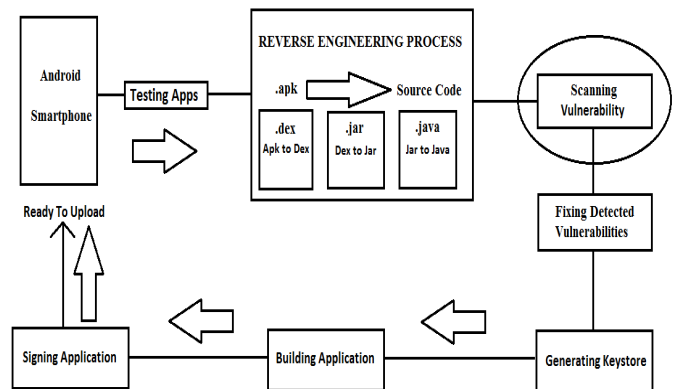 Android
Smartphone
Testing Apps
REVERSE ENGINEERING PROCESS
.apk
Source Code
.dex
Apk to Dex
.jar
Dex to Jar
.java
Jar to Java
Scanning
Vulnerability
Fixing Detected
Vulnerabilities
Generating Keystore
Building Application
Signing Application
Ready To Upload